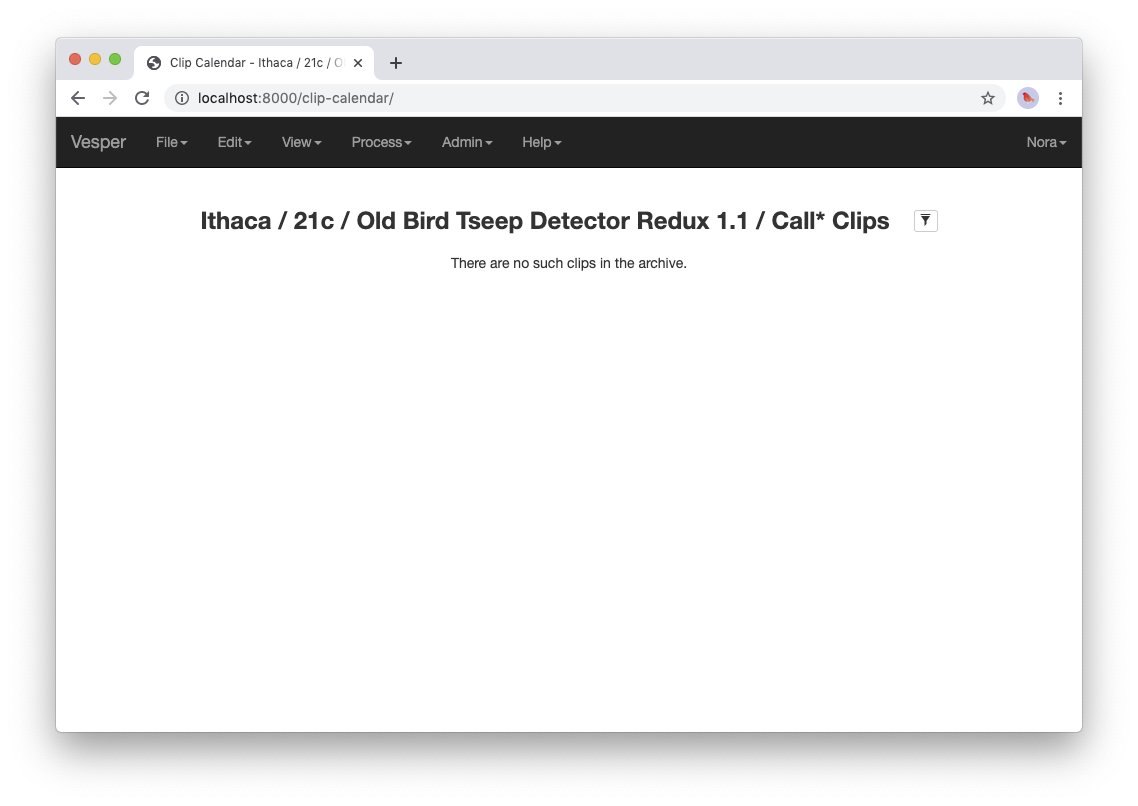 Clip Calendar - Ithaca / 21c / O
localhost:8000/clip-calendar/
Vesper File Edit View Process Admin Help Nora
Ithaca / 21c / Old Bird Tseep Detector Redux 1.1 / Call* Clips
There are no such clips in the archive.